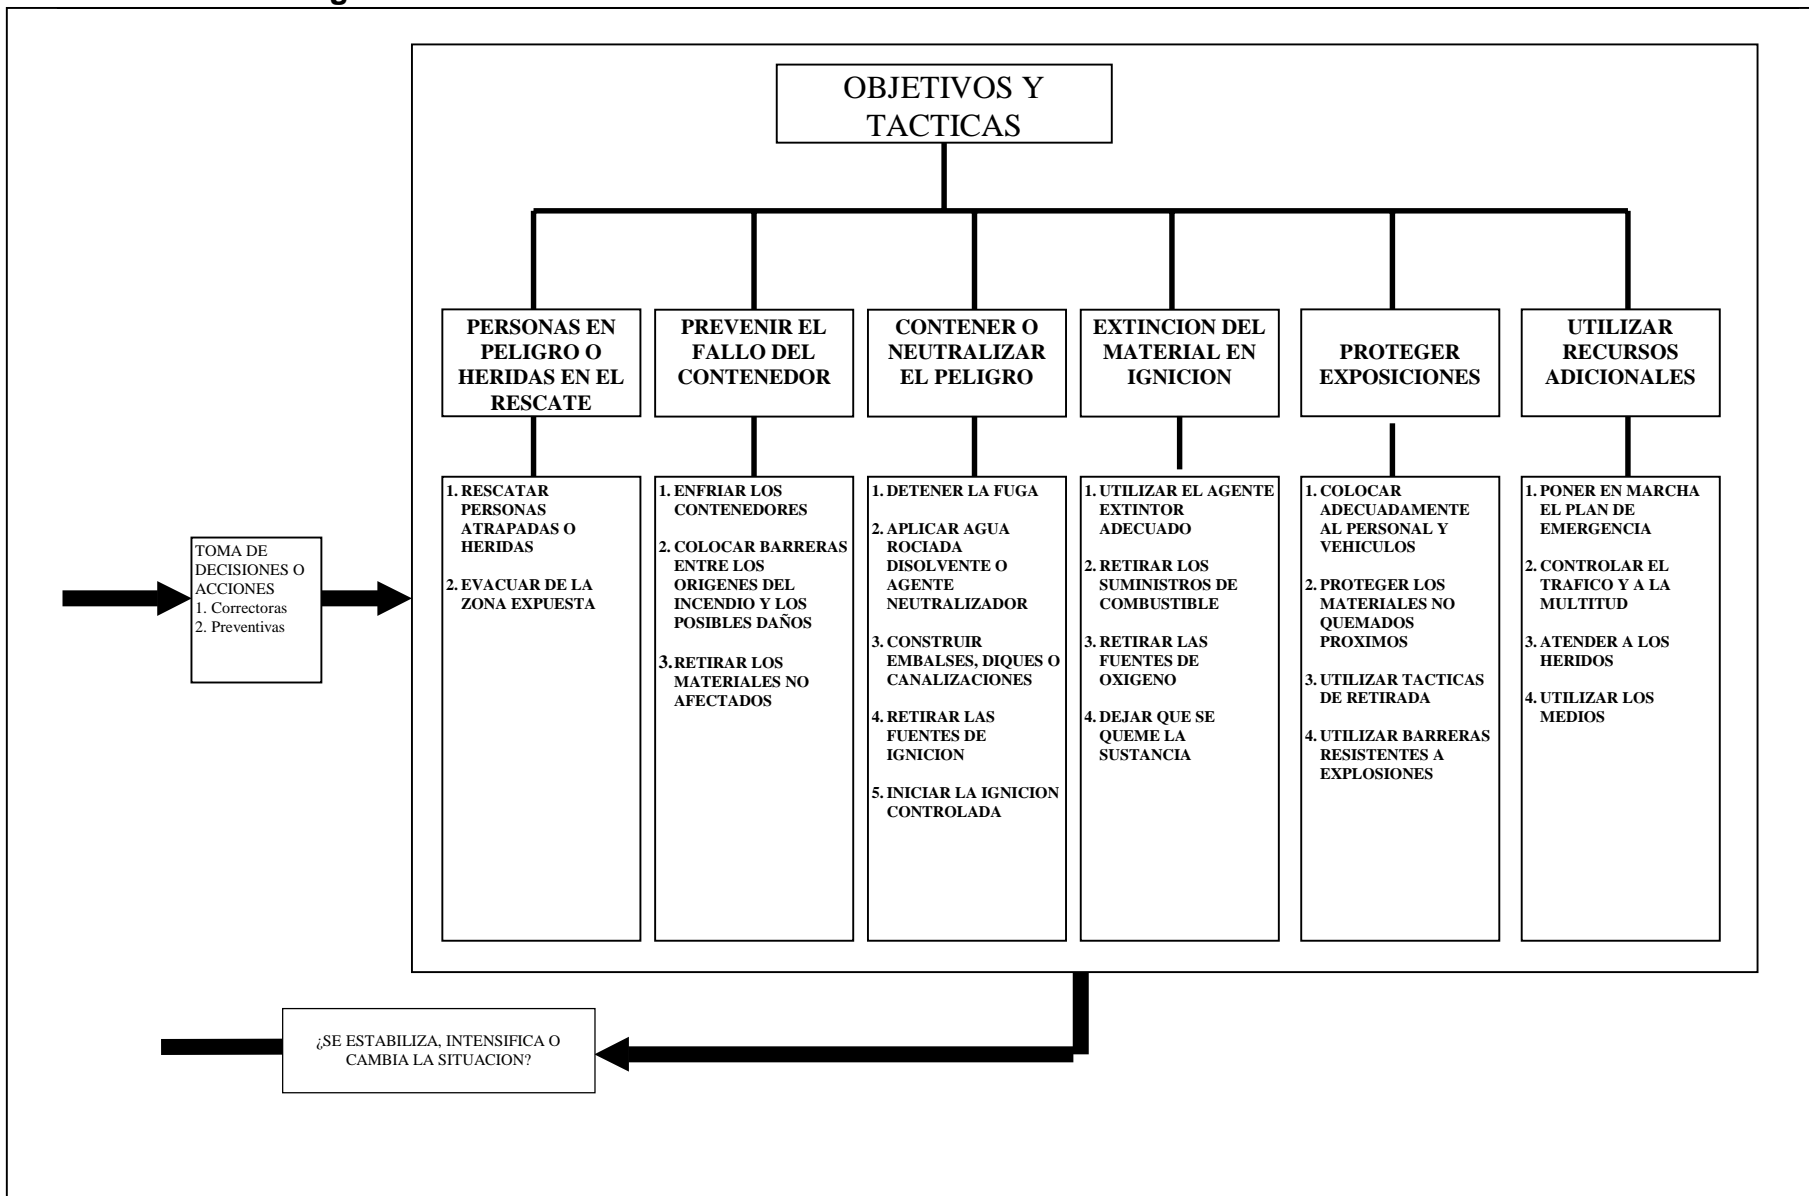 OBJETIVOS Y
TACTICAS
PERSONAS EN
PELIGRO O
HERIDAS EN EL
RESCATE
PREVENIR EL
FALLO DEL
CONTENEDOR
CONTENER O
NEUTRALIZAR
EL PELIGRO
EXTINCION DEL
MATERIAL EN
IGNICION
PROTEGER
EXPOSICIONES
UTILIZAR
RECURSOS
ADICIONALES
TOMA DE
DECISIONES O
ACCIONES
1. Correctoras
2. Preventivas
1. RESCATAR
PERSONAS
ATRAPADAS O
HERIDAS
2. EVACUAR DE LA
ZONA EXPUESTA
1. ENFRIAR LOS
CONTENEDORES
2. COLOCAR BARRERAS
ENTRE LOS
ORIGENES DEL
INCENDIO Y LOS
POSIBLES DAÑOS
3. RETIRAR LOS
MATERIALES NO
AFECTADOS
1. DETENER LA FUGA
2. APLICAR AGUA
ROCIADA
DISOLVENTE O
AGENTE
NEUTRALIZADOR
3. CONSTRUIR
EMBALSES, DIQUES O
CANALIZACIONES
4. RETIRAR LAS
FUENTES DE
IGNICION
5. INICIAR LA IGNICION
CONTROLADA
1. UTILIZAR EL AGENTE
EXTINTOR
ADECUADO
2. RETIRAR LOS
SUMINISTROS DE
COMBUSTIBLE
3. RETIRAR LAS
FUENTES DE
OXIGENO
4. DEJAR QUE SE
QUEME LA
SUSTANCIA
1. COLOCAR
ADECUADAMENTE
AL PERSONAL Y
VEHICULOS
2. PROTEGER LOS
MATERIALES NO
QUEMADOS
PROXIMOS
3. UTILIZAR TACTICAS
DE RETIRADA
4. UTILIZAR BARRERAS
RESISTENTES A
EXPLOSIONES
1. PONER EN MARCHA
EL PLAN DE
EMERGENCIA
2. CONTROLAR EL
TRAFICO Y A LA
MULTITUD
3. ATENDER A LOS
HERIDOS
4. UTILIZAR LOS
MEDIOS
¿SE ESTABILIZA, INTENSIFICA O
CAMBIA LA SITUACION?